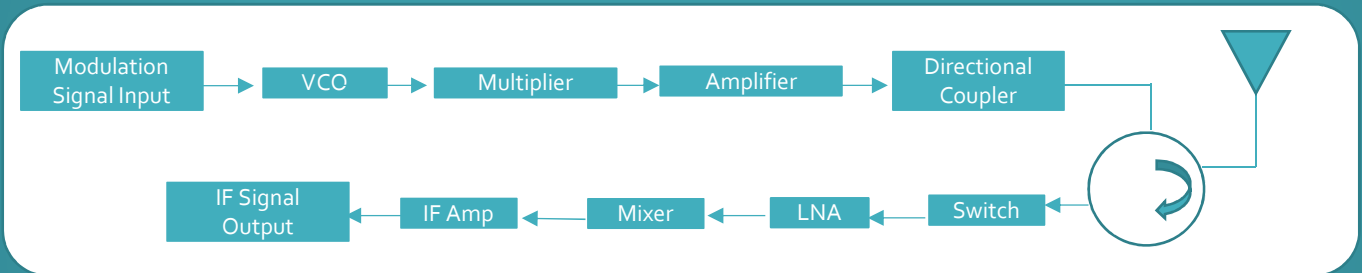 Modulation
Signal Input
VCO
Multiplier
Amplifier
Directional
Coupler
IF Signal
Output
IF Amp
Mixer
LNA
Switch